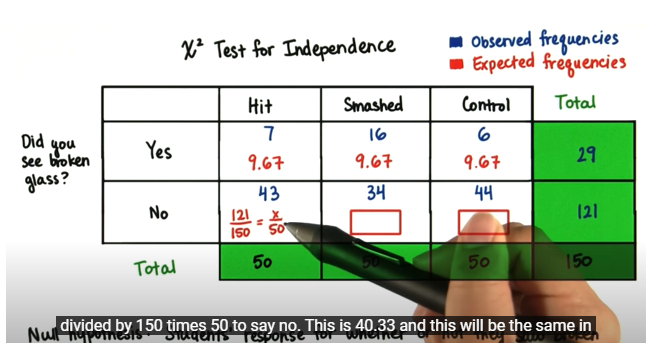 χ² Test for Independence
Observed frequencies
Expected frequencies
Hit Smashed Control Total
Did you see broken glass?
Yes 7 16 6 29
9.67 9.67 9.67
No 43 34 44 121
121/150 = x/50
Total 50 50 50 150
divided by 150 times 50 to say no. This is 40.33 and this will be the same in
Null hypothesis